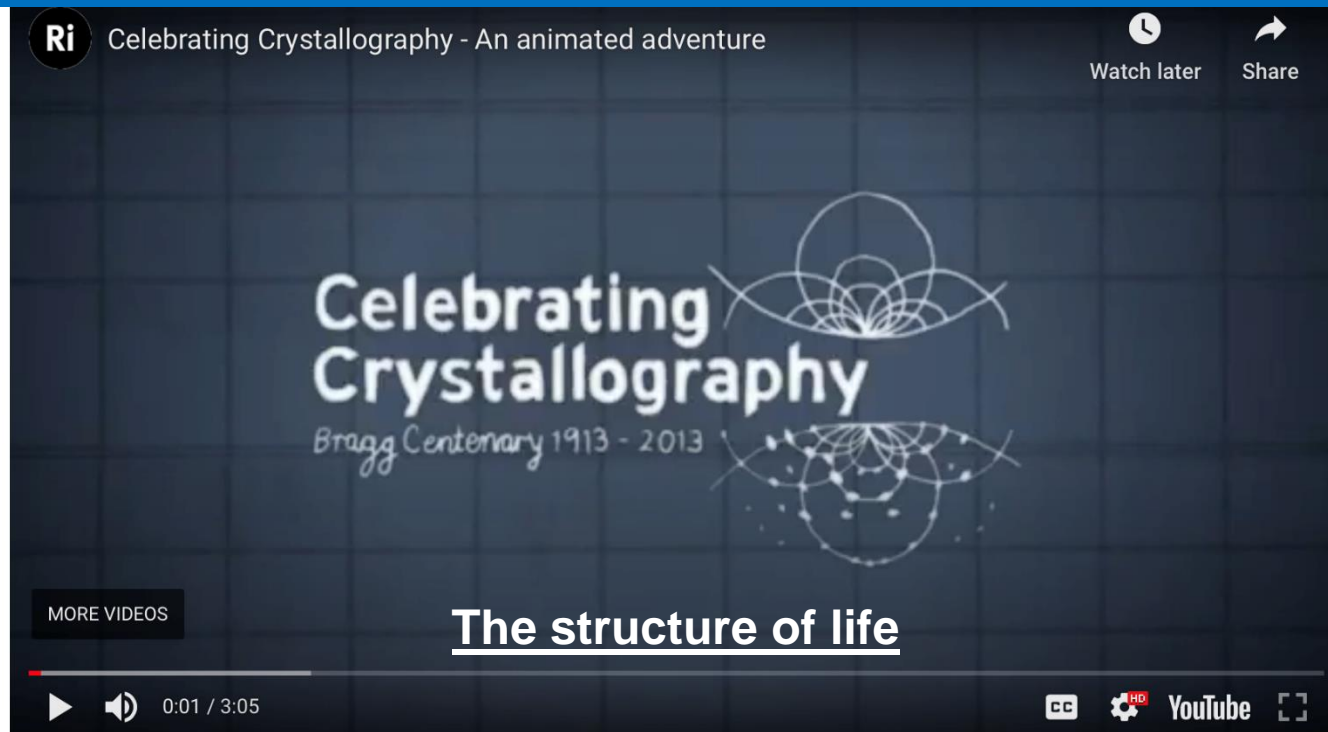 Ri Celebrating Crystallography - An animated adventure
Watch later Share
Celebrating
Crystallography
Bragg Centenary 1913 - 2013
MORE VIDEOS
The structure of life
0:01 / 3:05
CC HD YouTube